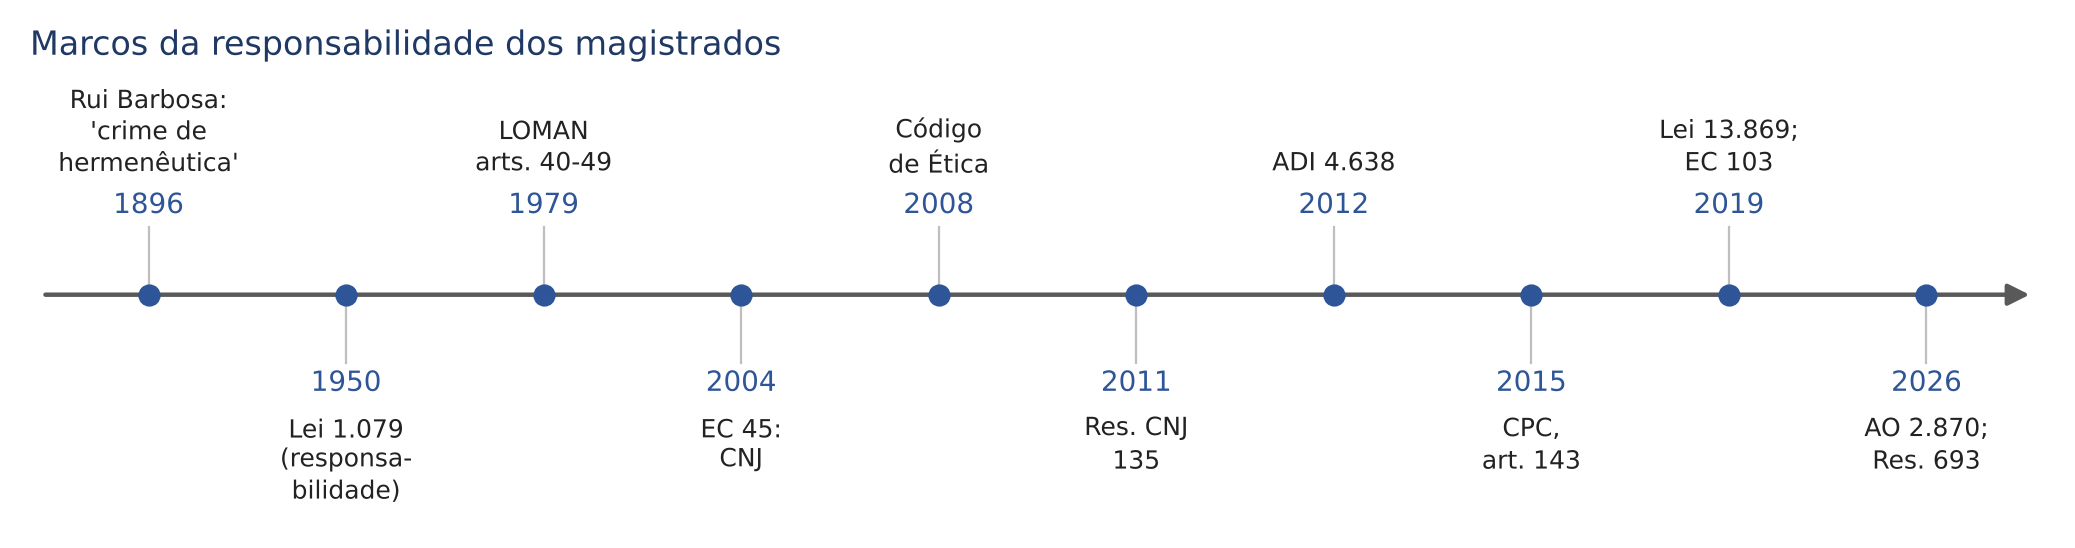 Marcos da responsabilidade dos magistrados
Rui Barbosa:
'crime de
hermenêutica'
1896
1950
Lei 1.079
(responsa-
bilidade)
LOMAN
arts. 40-49
1979
2004
EC 45:
CNJ
Código
de Ética
2008
2011
Res. CNJ
135
ADI 4.638
2012
2015
CPC,
art. 143
Lei 13.869;
EC 103
2019
2026
AO 2.870;
Res. 693